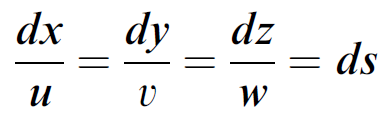 dx/u = dy/v = dz/w = ds